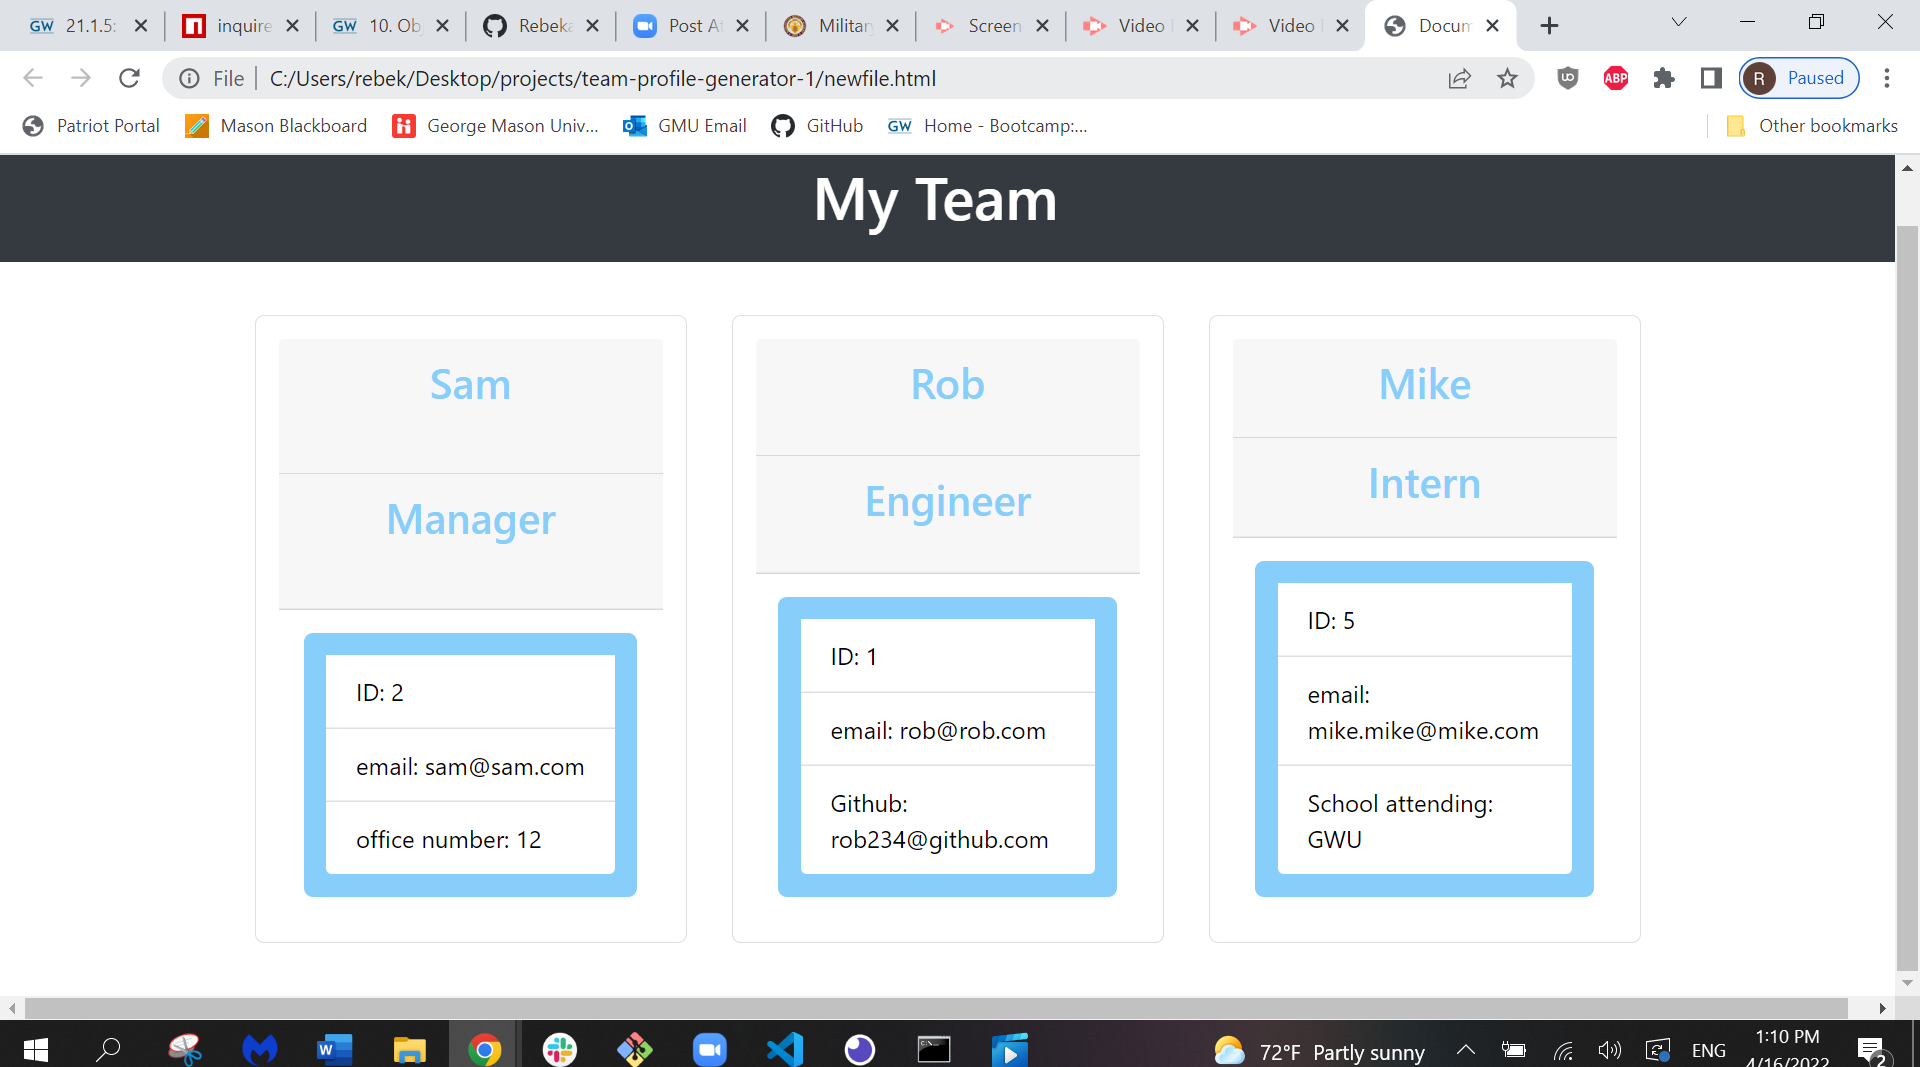 GW 21.1.5:
inquire
GW 10. Ob
Rebeka
Post A
Military
Screen
Video
Video
Docum
File C:/Users/rebek/Desktop/projects/team-profile-generator-1/newfile.html
ABP
R Paused
Patriot Portal
Mason Blackboard
George Mason Univ...
GMU Email
GitHub
GW Home - Bootcamp:...
Other bookmarks
My Team
Sam
Manager
ID: 2
email: sam@sam.com
office number: 12
Rob
Engineer
ID: 1
email: rob@rob.com
Github:
rob234@github.com
Mike
Intern
ID: 5
email:
mike.mike@mike.com
School attending:
GWU
72°F Partly sunny
ENG
1:10 PM
4/16/2022
2